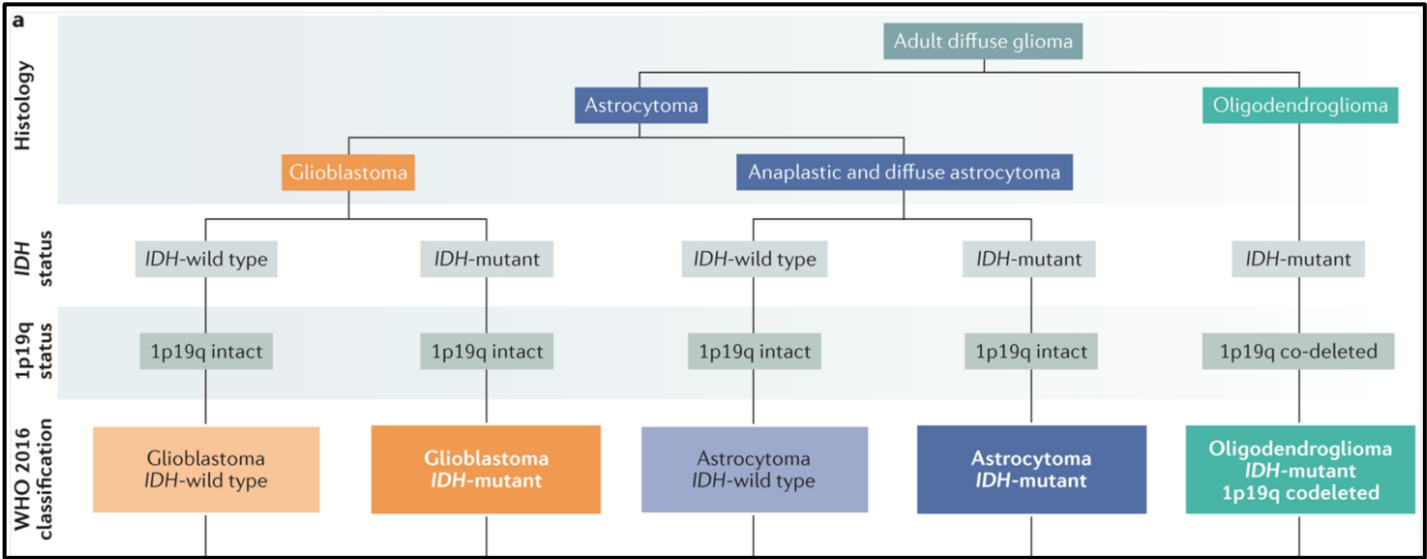 a
Histology
Adult diffuse glioma
Astrocytoma
Oligodendroglioma
Glioblastoma
Anaplastic and diffuse astrocytoma
IDH
status
IDH-wild type
IDH-mutant
IDH-wild type
IDH-mutant
IDH-mutant
1p19q
status
1p19q intact
1p19q intact
1p19q intact
1p19q intact
1p19q co-deleted
WHO 2016
classification
Glioblastoma
IDH-wild type
Glioblastoma
IDH-mutant
Astrocytoma
IDH-wild type
Astrocytoma
IDH-mutant
Oligodendroglioma
IDH-mutant
1p19q codeleted